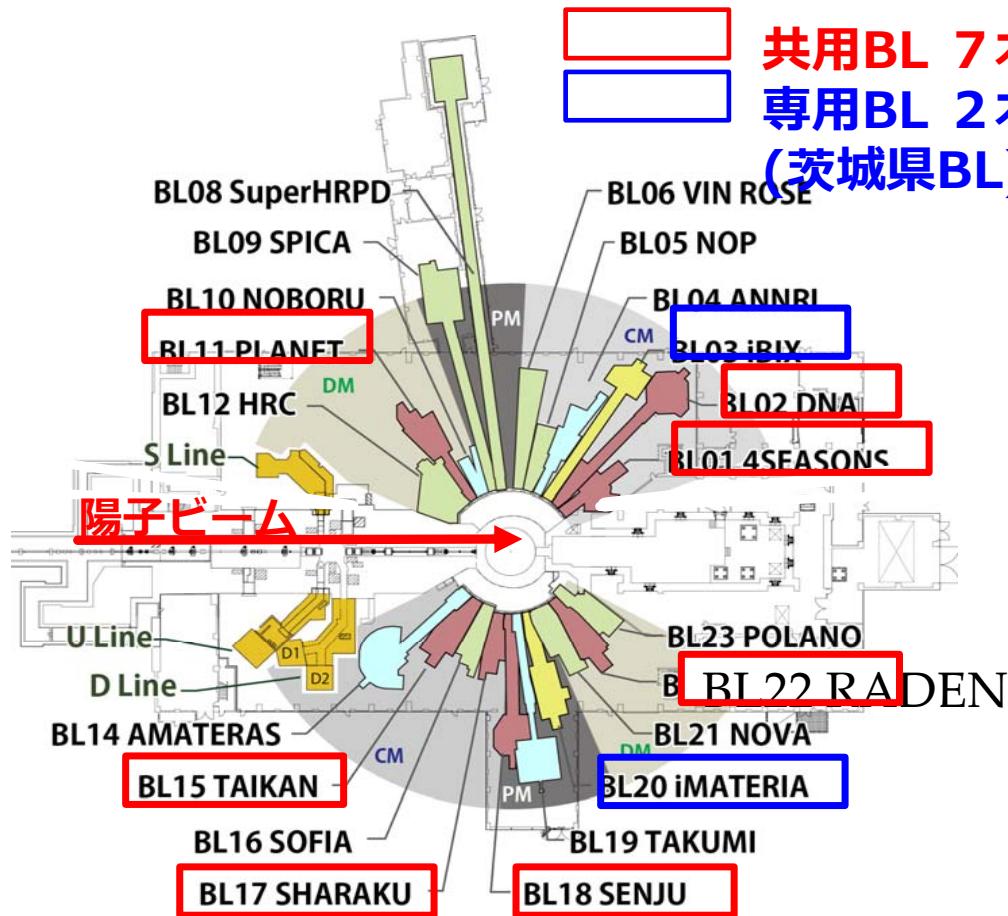 共用BL 7
専用BL 2
(茨城県BL)
BL08 SuperHRPD
BL06 VIN ROSE
BL09 SPICA
BL05 NOP
BL10 NOBORU
BL04 ANNRI
PM
CM
BL11 PLANET
BL03 iBIX
DM
BL12 HRC
BL02 DNA
S Line
BL01 4SEASONS
陽子ビーム
U Line
D1
BL23 POLANO
D Line
D2
B
BL22 RADEN
BL14 AMATERAS
BL21 NOVA
CM
DM
BL15 TAIKAN
PM
BL20 iMATERIA
BL16 SOFIA
BL19 TAKUMI
BL17 SHARAKU
BL18 SENJU